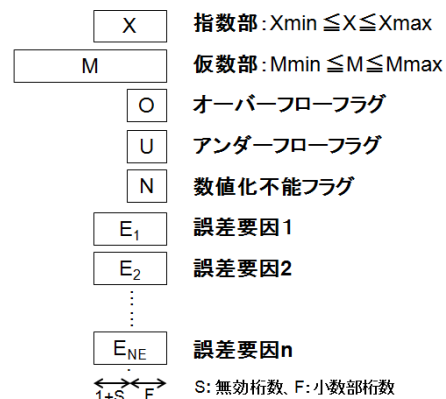 X 指数部:Xmin ≦X≦Xmax
M 仮数部:Mmin ≦M≦Mmax
O オーバーフローフラグ
U アンダーフローフラグ
N 数値化不能フラグ
E1 誤差要因1
E2 誤差要因2
ENE 誤差要因n
1+S F S: 無効桁数、F: 小数部桁数